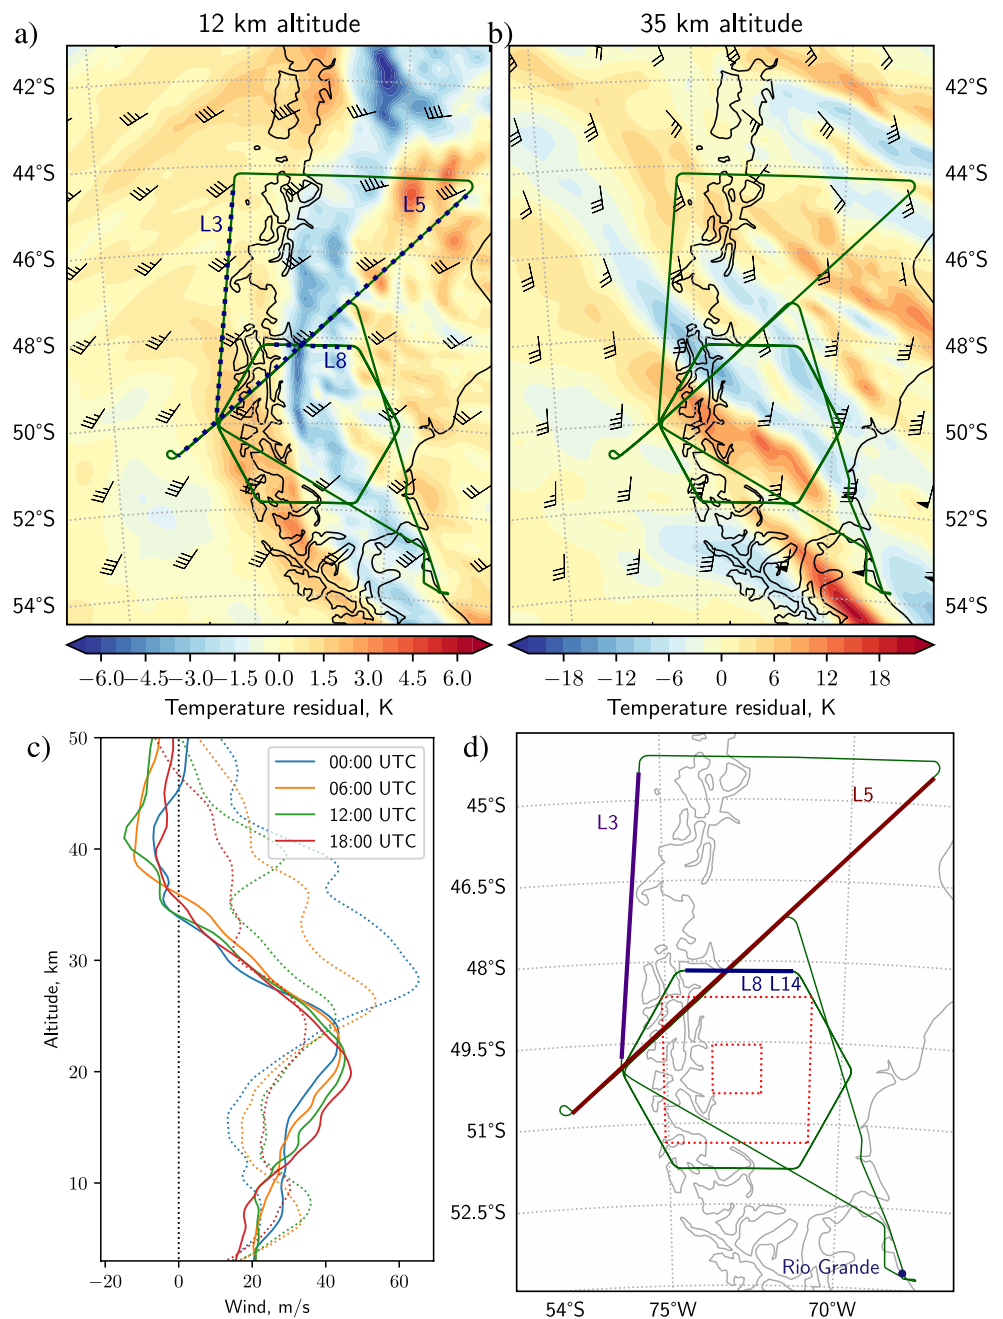 12 km altitude
35 km altitude
a)
b)
42°S
44°S
46°S
48°S
50°S
52°S
54°S
L3
L5
L8
42°S
44°S
46°S
48°S
50°S
52°S
54°S
−6.0 −4.5 −3.0 −1.5 0.0 1.5 3.0 4.5 6.0
Temperature residual, K
−18 −12 −6 0 6 12 18
Temperature residual, K
c)
50
40
30
20
10
Altitude, km
00:00 UTC
06:00 UTC
12:00 UTC
18:00 UTC
−20 0 20 40 60
Wind, m/s
d)
45°S
46.5°S
48°S
49.5°S
51°S
52.5°S
54°S 75°W 70°W
L3
L5
L8 L14
Rio Grande